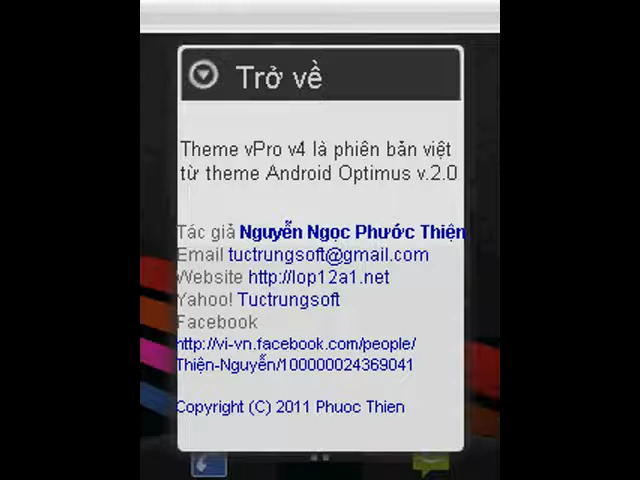 Trở về
Theme vPro v4 là phiên bản việt
từ theme Android Optimus v.2.0
Tác giả Nguyễn Ngọc Phước Thiện
Email tuctrungsoft@gmail.com
Website http://lop12a1.net
Yahoo! Tuctrungsoft
Facebook
http://vi-vn.facebook.com/people/
Thiện-Nguyễn/100000024369041
Copyright (C) 2011 Phuoc Thien